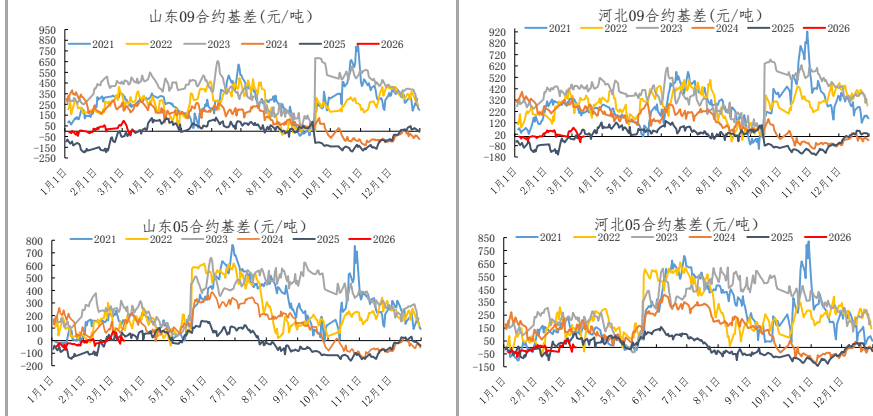 山东09合约基差(元/吨)
950
850
750
650
550
450
350
250
150
50
-50
-150
-250
2021
2022
2023
2024
2025
2026
1月1日
2月1日
3月1日
4月1日
5月1日
6月1日
7月1日
8月1日
9月1日
10月1日
11月1日
12月1日
河北09合约基差(元/吨)
920
820
720
620
520
420
320
220
120
20
-80
-180
2021
2022
2023
2024
2025
2026
1月1日
2月1日
3月1日
4月1日
5月1日
6月1日
7月1日
8月1日
9月1日
10月1日
11月1日
12月1日
山东05合约基差(元/吨)
800
700
600
500
400
300
200
100
0
-100
-200
2021
2022
2023
2024
2025
2026
1月1日
2月1日
3月1日
4月1日
5月1日
6月1日
7月1日
8月1日
9月1日
10月1日
11月1日
12月1日
河北05合约基差(元/吨)
850
750
650
550
450
350
250
150
50
-50
-150
2021
2022
2023
2024
2025
2026
1月1日
2月1日
3月1日
4月1日
5月1日
6月1日
7月1日
8月1日
9月1日
10月1日
11月1日
12月1日